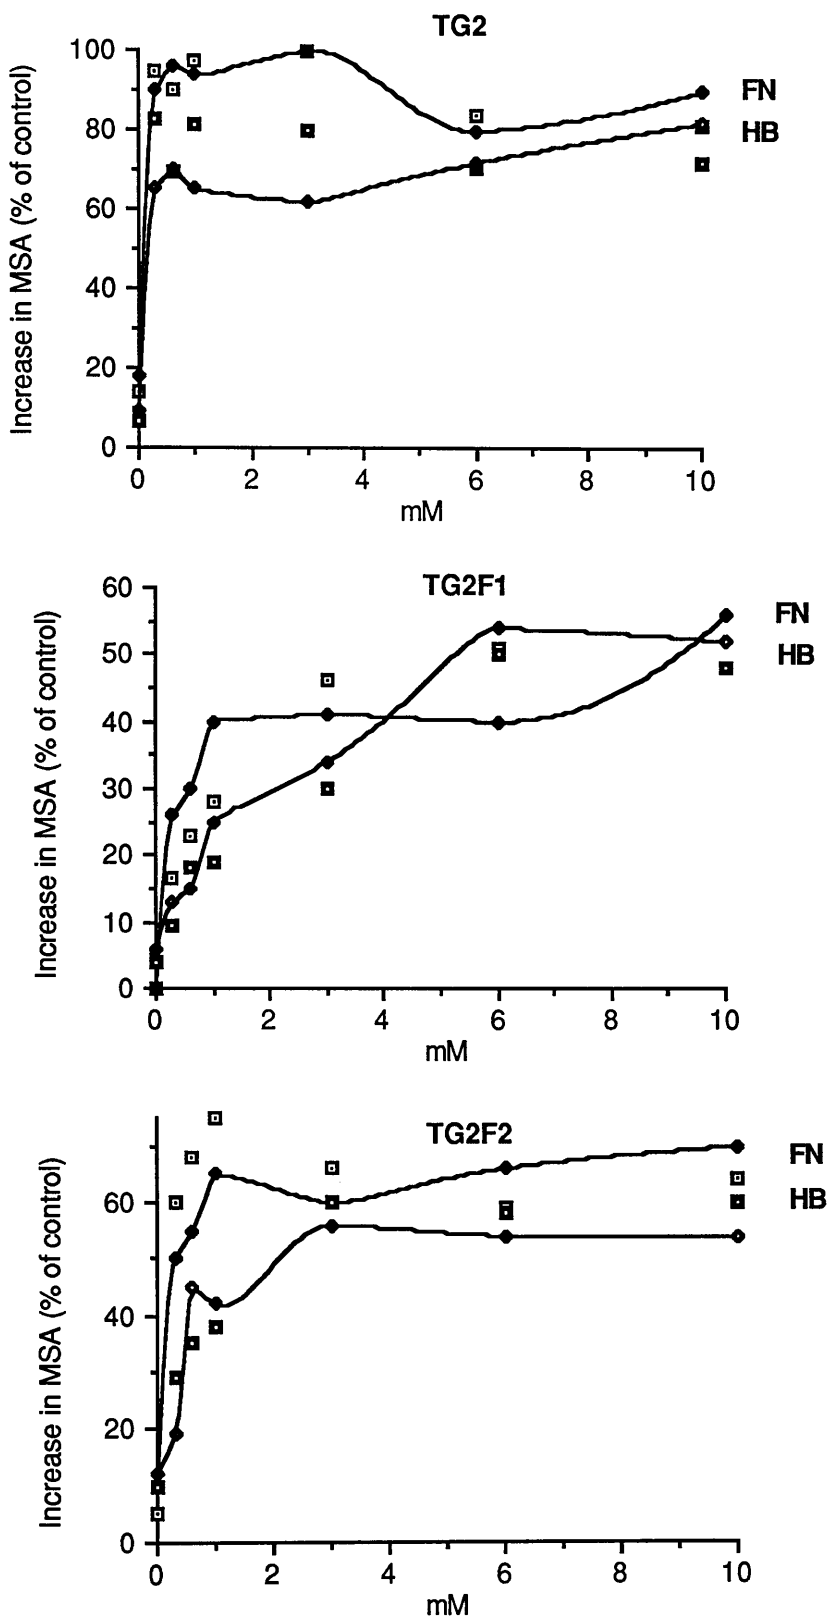 TG2
Increase in MSA (% of control)
100
80
60
40
20
0
FN
HB
0 2 4 6 8 10
mM
TG2F1
Increase in MSA (% of control)
60
50
40
30
20
10
0
FN
HB
0 2 4 6 8 10
mM
TG2F2
Increase in MSA (% of control)
60
40
20
0
FN
HB
0 2 4 6 8 10
mM